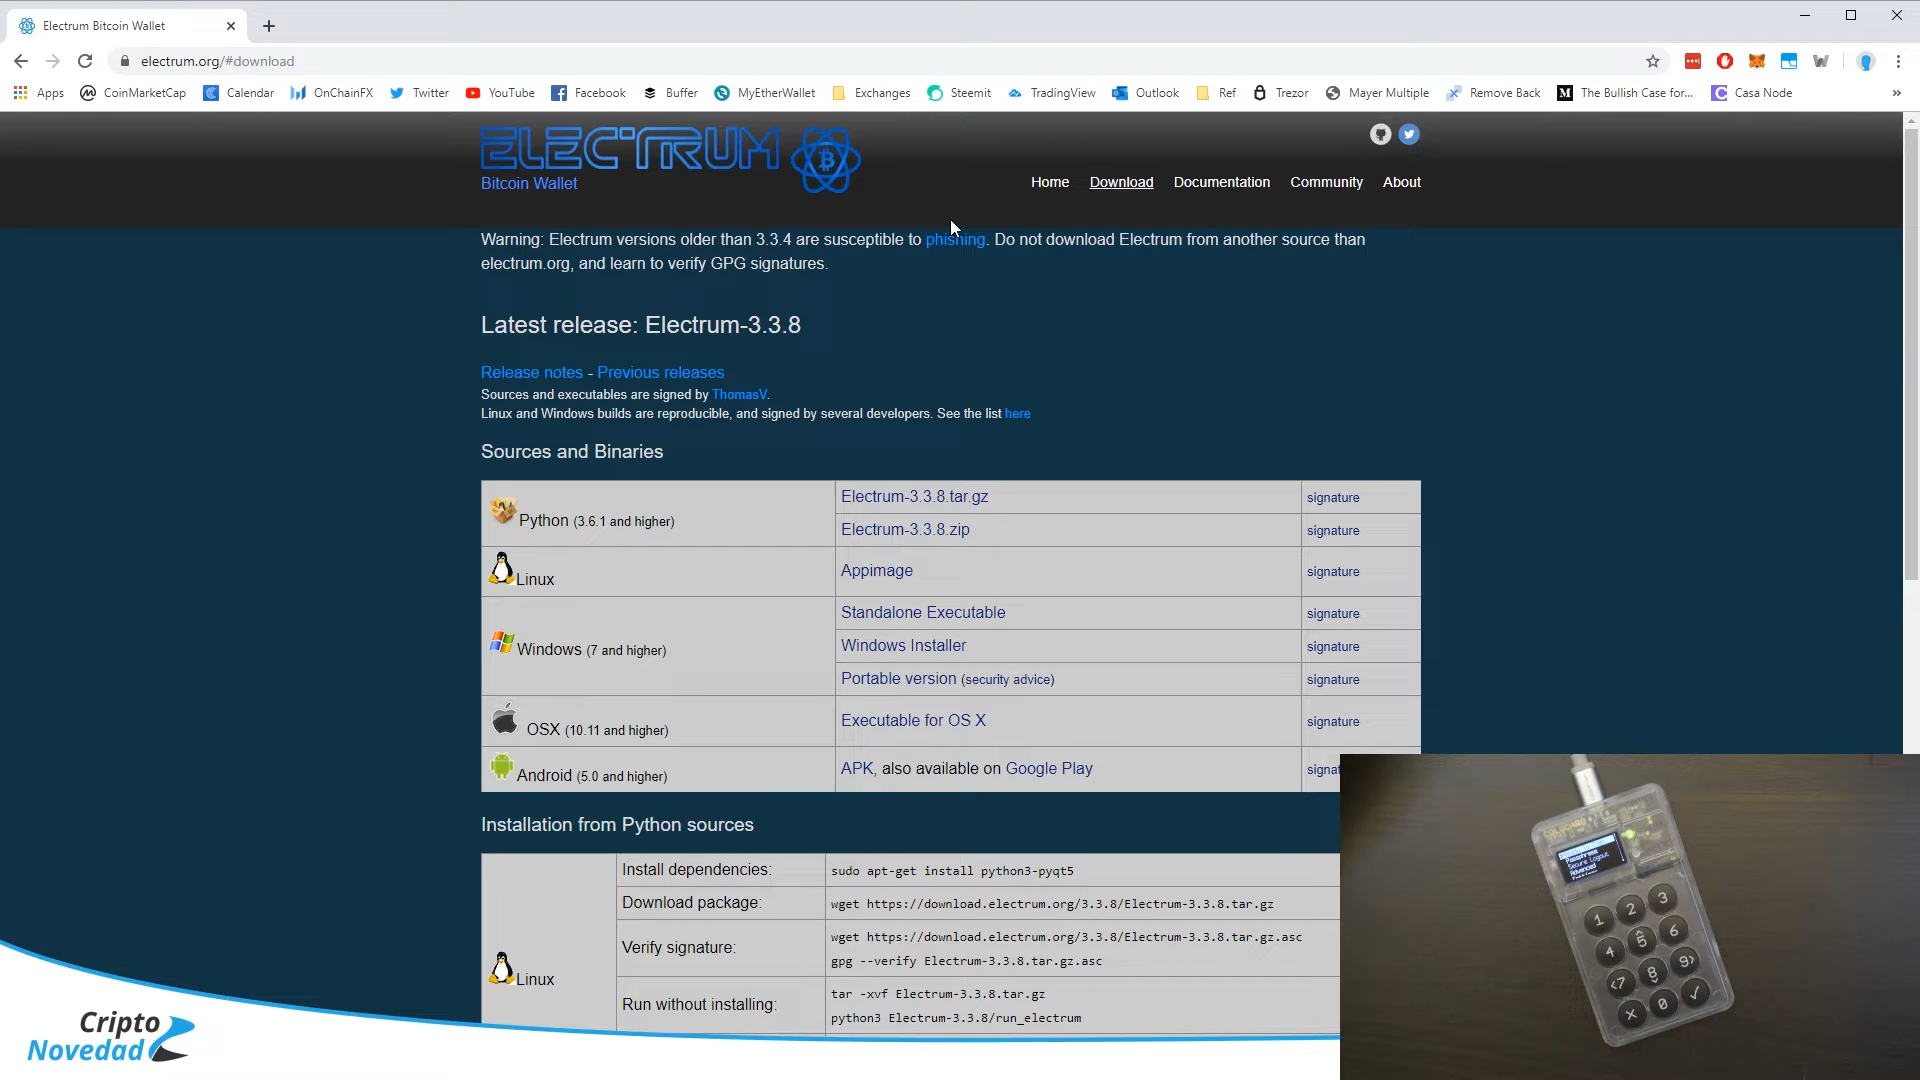 Electrum Bitcoin Wallet
electrum.org/#download
Apps CoinMarketCap Calendar OnChainFX Twitter YouTube Facebook Buffer MyEtherWallet Exchanges Steemit TradingView Outlook Ref Trezor Mayer Multiple Remove Back The Bullish Case for... Casa Node »
ELECTRUM
Bitcoin Wallet
Home Download Documentation Community About
Warning: Electrum versions older than 3.3.4 are susceptible to phishing. Do not download Electrum from another source than
electrum.org, and learn to verify GPG signatures.
Latest release: Electrum-3.3.8
Release notes - Previous releases
Sources and executables are signed by ThomasV.
Linux and Windows builds are reproducible, and signed by several developers. See the list here
Sources and Binaries
Python (3.6.1 and higher)
Electrum-3.3.8.tar.gz signature
Electrum-3.3.8.zip signature
Linux
Appimage signature
Windows (7 and higher)
Standalone Executable signature
Windows Installer signature
Portable version (security advice) signature
OSX (10.11 and higher)
Executable for OS X signature
Android (5.0 and higher)
APK, also available on Google Play signat
Installation from Python sources
Linux
Install dependencies: sudo apt-get install python3-pyqt5
Download package: wget https://download.electrum.org/3.3.8/Electrum-3.3.8.tar.gz
Verify signature: wget https://download.electrum.org/3.3.8/Electrum-3.3.8.tar.gz.asc
gpg --verify Electrum-3.3.8.tar.gz.asc
Run without installing: tar -xvf Electrum-3.3.8.tar.gz
python3 Electrum-3.3.8/run_electrum
Cripto
Novedad
COLDCARD
Passphrase
Secure Logout
Advanced
1 2 3
4 5 6
<7 8 9>
X 0 ✓